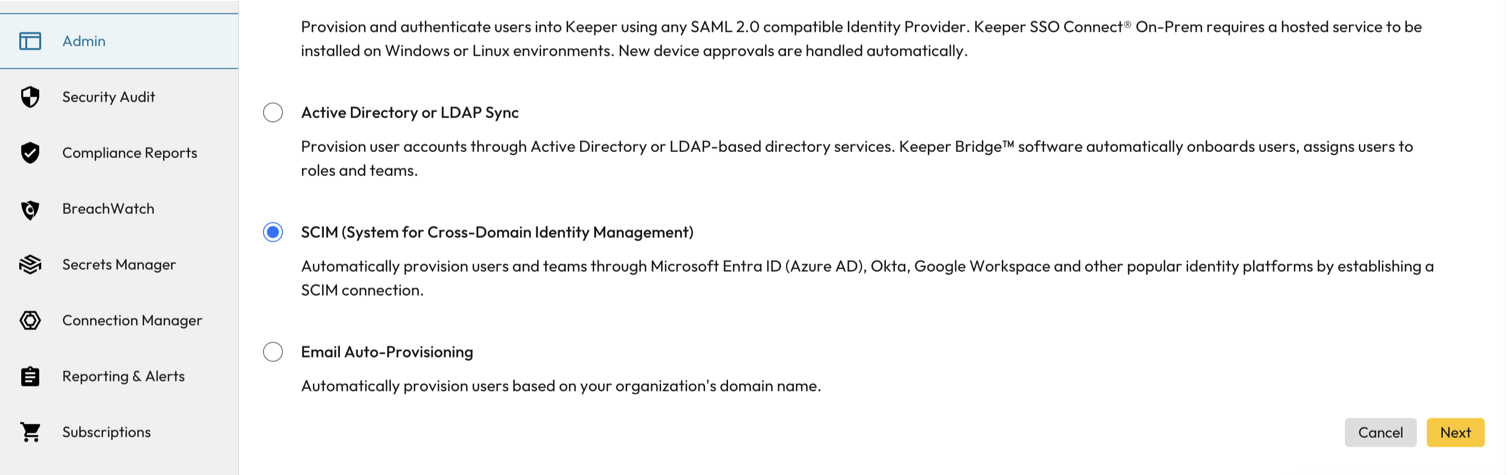 Admin
Security Audit
Compliance Reports
BreachWatch
Secrets Manager
Connection Manager
Reporting & Alerts
Subscriptions
Provision and authenticate users into Keeper using any SAML 2.0 compatible Identity Provider. Keeper SSO Connect® On-Prem requires a hosted service to be
installed on Windows or Linux environments. New device approvals are handled automatically.
Active Directory or LDAP Sync
Provision user accounts through Active Directory or LDAP-based directory services. Keeper Bridge™ software automatically onboards users, assigns users to
roles and teams.
SCIM (System for Cross-Domain Identity Management)
Automatically provision users and teams through Microsoft Entra ID (Azure AD), Okta, Google Workspace and other popular identity platforms by establishing a
SCIM connection.
Email Auto-Provisioning
Automatically provision users based on your organization's domain name.
Cancel
Next